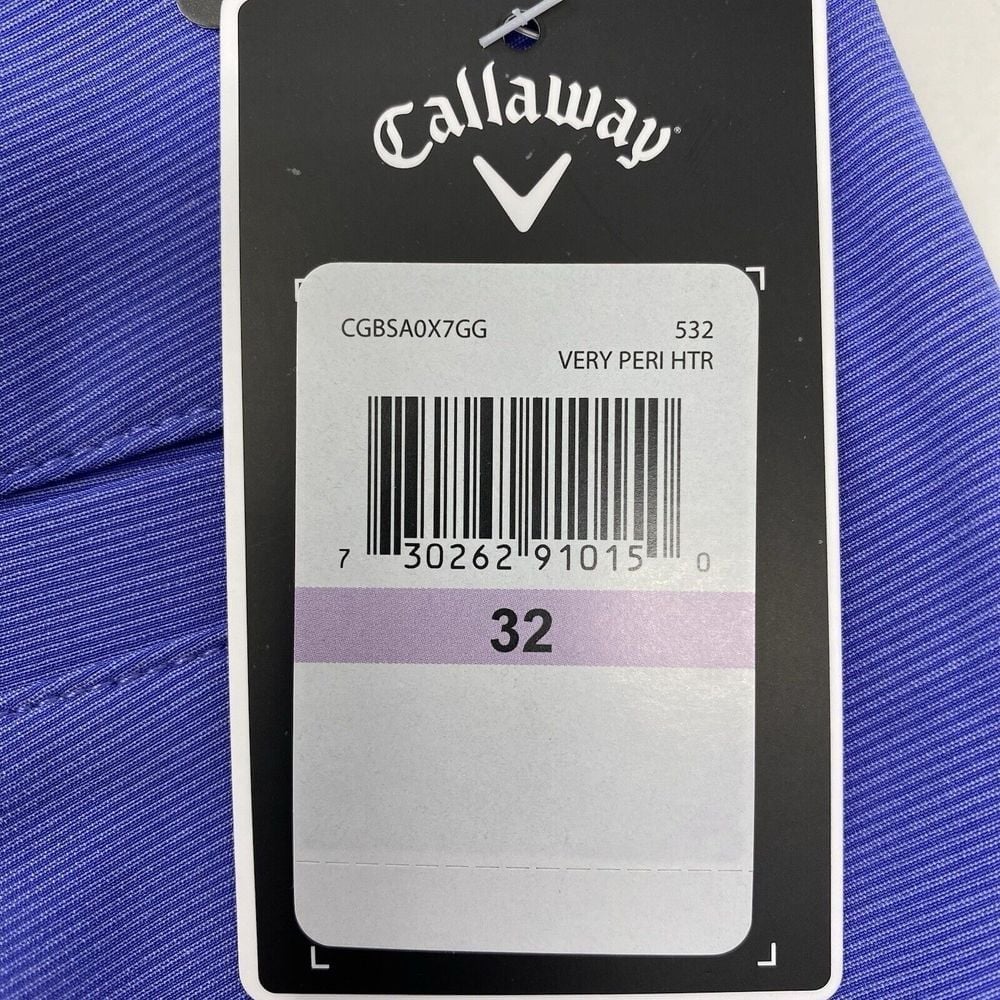 Callaway®
CGBSA0X7GG 532
VERY PERI HTR
7 30262 91015 0
32